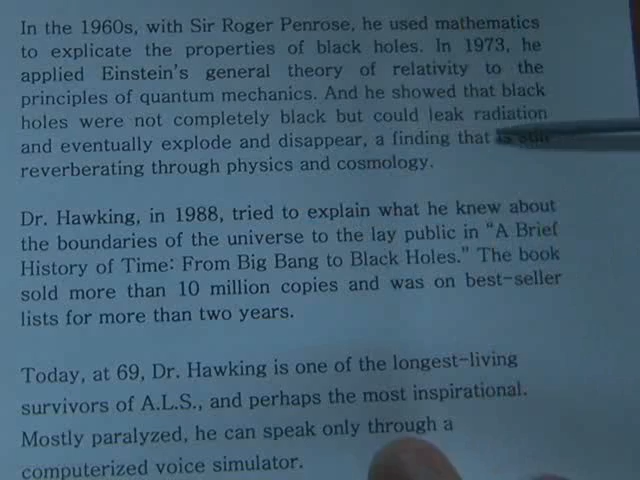 In the 1960s, with Sir Roger Penrose, he used mathematics
to explicate the properties of black holes. In 1973, he
applied Einstein's general theory of relativity to the
principles of quantum mechanics. And he showed that black
holes were not completely black but could leak radiation
and eventually explode and disappear, a finding that is still
reverberating through physics and cosmology.
Dr. Hawking, in 1988, tried to explain what he knew about
the boundaries of the universe to the lay public in "A Brief
History of Time: From Big Bang to Black Holes." The book
sold more than 10 million copies and was on best-seller
lists for more than two years.
Today, at 69, Dr. Hawking is one of the longest-living
survivors of A.L.S., and perhaps the most inspirational.
Mostly paralyzed, he can speak only through a
computerized voice simulator.